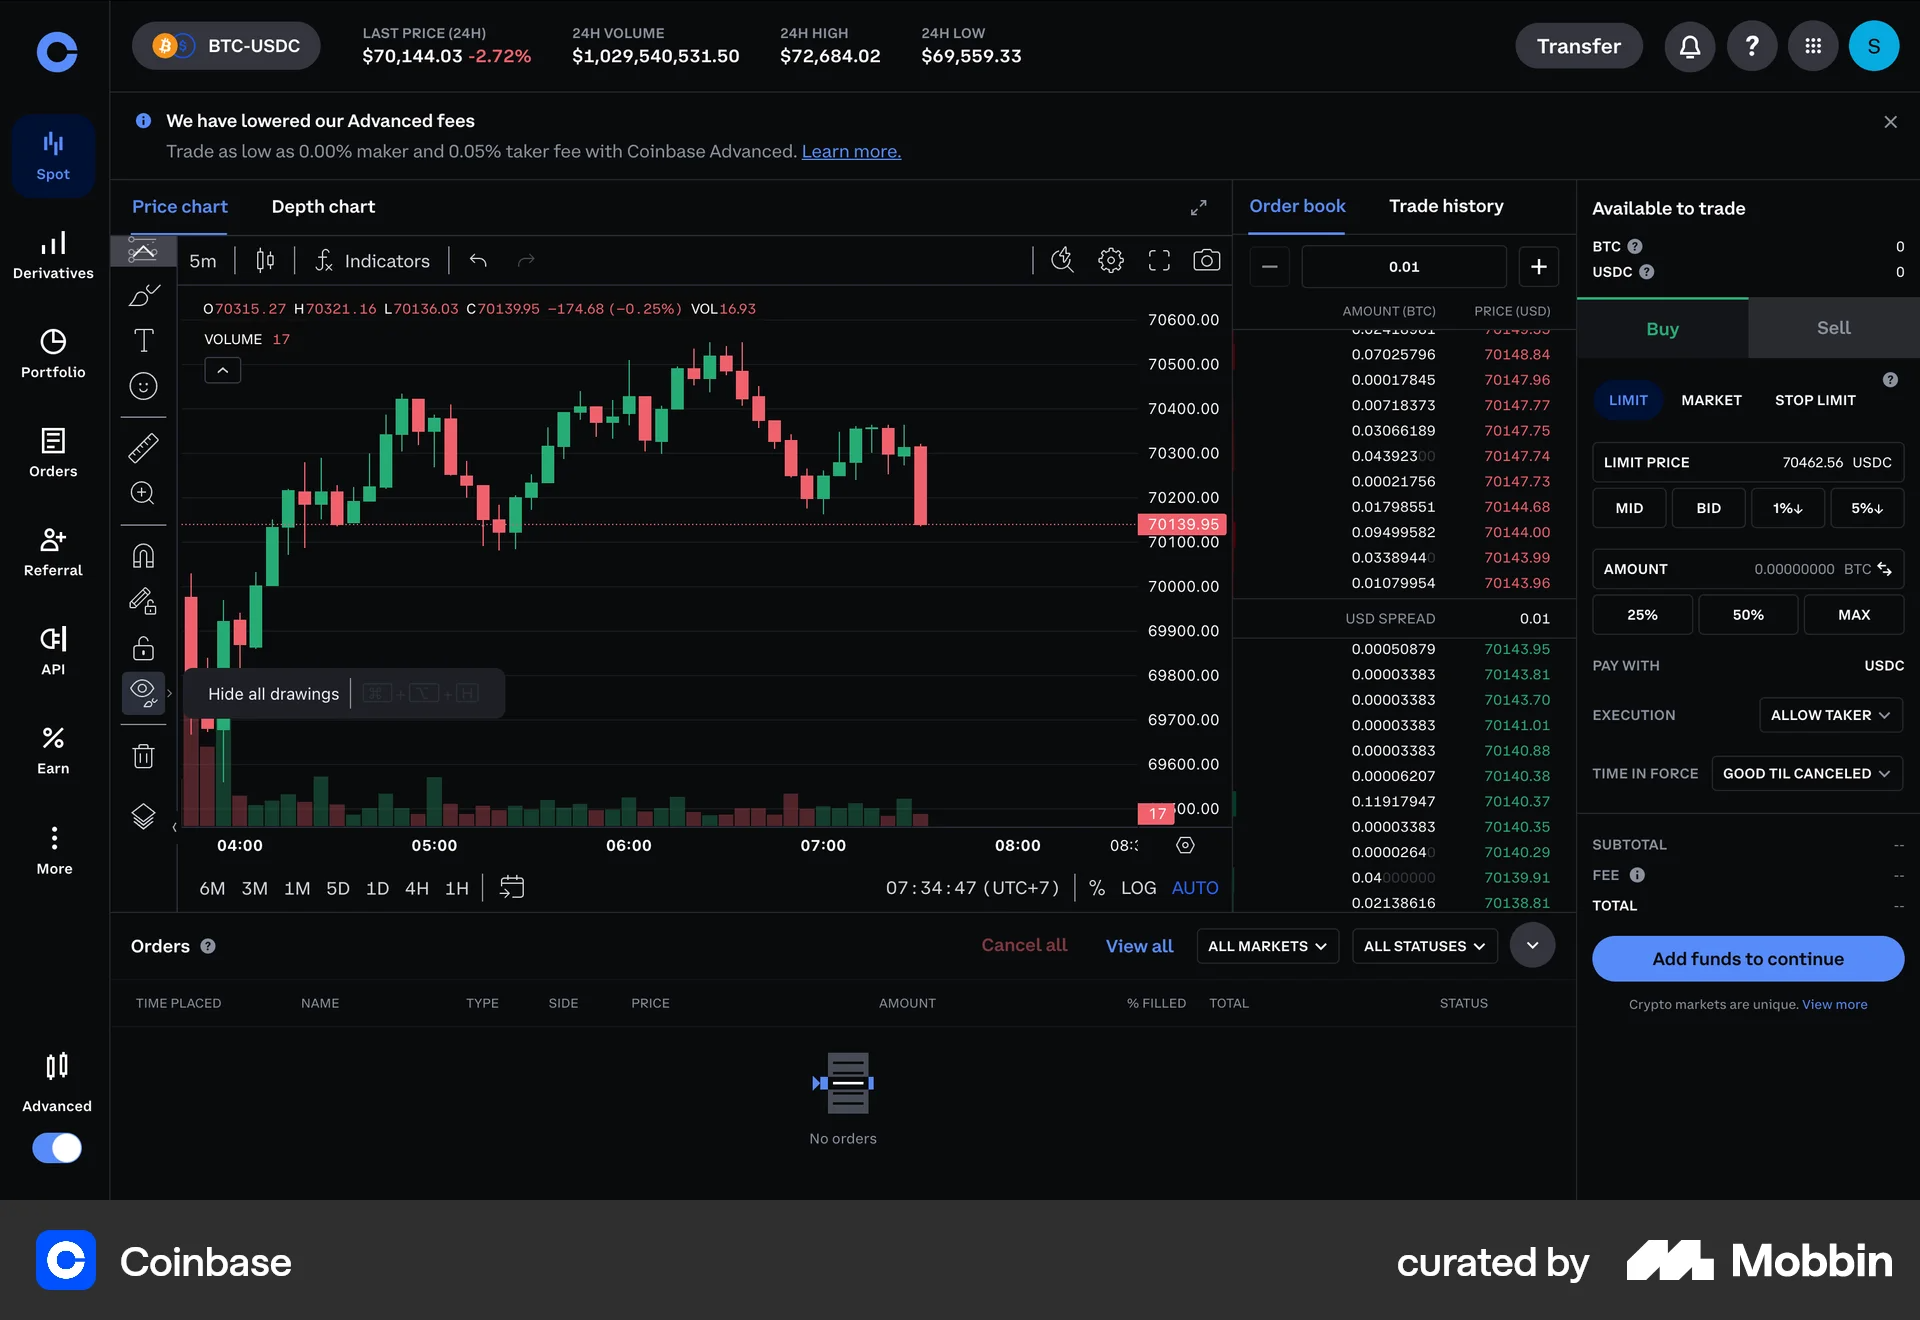 BTC-USDC
LAST PRICE (24H)
$70,144.03 -2.72%
24H VOLUME
$1,029,540,531.50
24H HIGH
$72,684.02
24H LOW
$69,559.33
Transfer
S
We have lowered our Advanced fees
Trade as low as 0.00% maker and 0.05% taker fee with Coinbase Advanced. Learn more.
Spot
Derivatives
Portfolio
Orders
Referral
API
Earn
More
Advanced
Price chart
Depth chart
5m
Indicators
O70315.27 H70321.16 L70136.03 C70139.95 −174.68 (−0.25%) VOL16.93
VOLUME 17
70600.00
70500.00
70400.00
70300.00
70200.00
70139.95
70100.00
70000.00
69900.00
69800.00
69700.00
69600.00
17
Hide all drawings
⌘ + ⌥ + H
04:00
05:00
06:00
07:00
08:00
6M 3M 1M 5D 1D 4H 1H
07:34:47 (UTC+7)
% LOG AUTO
Order book
Trade history
0.01
AMOUNT (BTC) PRICE (USD)
0.07025796 70148.84
0.00017845 70147.96
0.00718373 70147.77
0.03066189 70147.75
0.04392300 70147.74
0.00021756 70147.73
0.01798551 70144.68
0.09499582 70144.00
0.03389440 70143.99
0.01079954 70143.96
USD SPREAD 0.01
0.00050879 70143.95
0.00003383 70143.81
0.00003383 70143.70
0.00003383 70141.01
0.00003383 70140.88
0.00006207 70140.38
0.11917947 70140.37
0.00003383 70140.35
0.00002640 70140.29
0.04000000 70139.91
0.02138616 70138.81
Available to trade
BTC 0
USDC 0
Buy
Sell
LIMIT
MARKET
STOP LIMIT
LIMIT PRICE 70462.56 USDC
MID
BID
1%↓
5%↓
AMOUNT 0.00000000 BTC
25%
50%
MAX
PAY WITH USDC
EXECUTION ALLOW TAKER
TIME IN FORCE GOOD TIL CANCELED
SUBTOTAL --
FEE --
TOTAL --
Add funds to continue
Crypto markets are unique. View more
Orders
Cancel all
View all
ALL MARKETS
ALL STATUSES
TIME PLACED NAME TYPE SIDE PRICE AMOUNT % FILLED TOTAL STATUS
No orders
Coinbase
curated by Mobbin